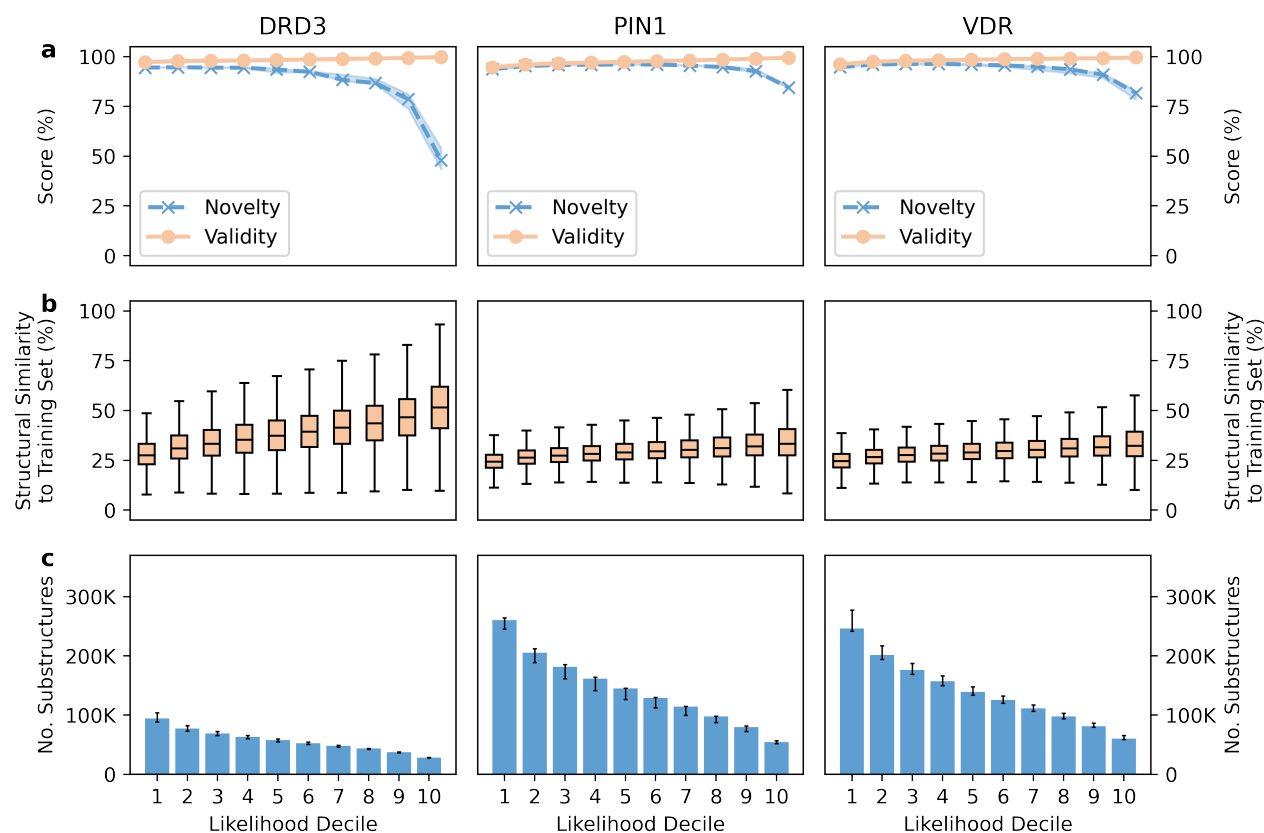 DRD3
PIN1
VDR
a
100
75
50
25
0
Score (%)
Novelty
Validity
Novelty
Validity
Novelty
Validity
100
75
50
25
0
Score (%)
b
100
75
50
25
0
Structural Similarity
to Training Set (%)
100
75
50
25
0
Structural Similarity
to Training Set (%)
c
300K
200K
100K
0
No. Substructures
300K
200K
100K
0
No. Substructures
1 2 3 4 5 6 7 8 9 10
1 2 3 4 5 6 7 8 9 10
1 2 3 4 5 6 7 8 9 10
Likelihood Decile
Likelihood Decile
Likelihood Decile